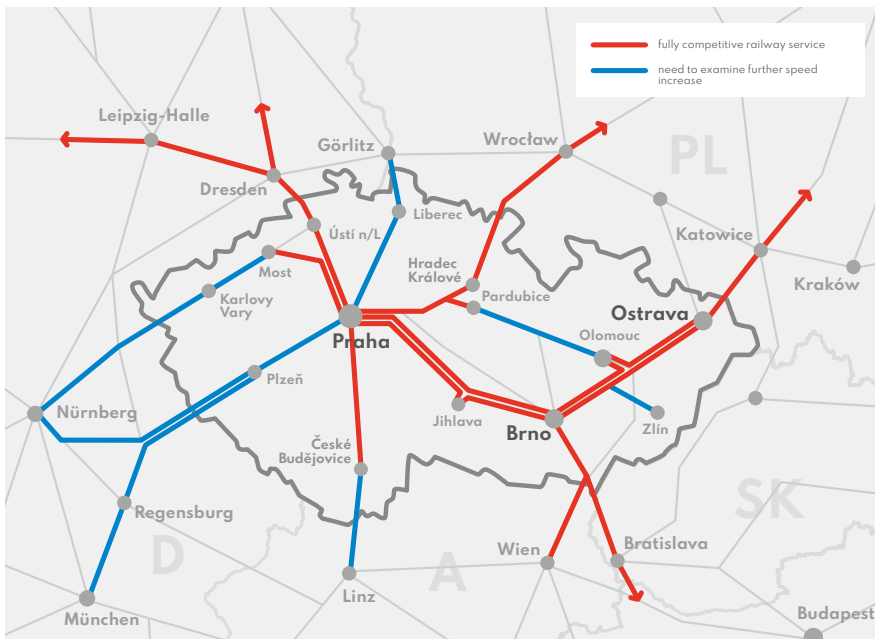 fully competitive railway service
need to examine further speed
increase
Leipzig-Halle
Görlitz
Wrocław
PL
Dresden
Liberec
Ústí n/L
Katowice
Most
Hradec
Králové
Kraków
Karlovy
Vary
Pardubice
Ostrava
Praha
Olomouc
Plzeň
Nürnberg
Jihlava
Zlín
Brno
České
Budějovice
SK
Regensburg
D
Wien
Bratislava
A
Linz
München
Budapest